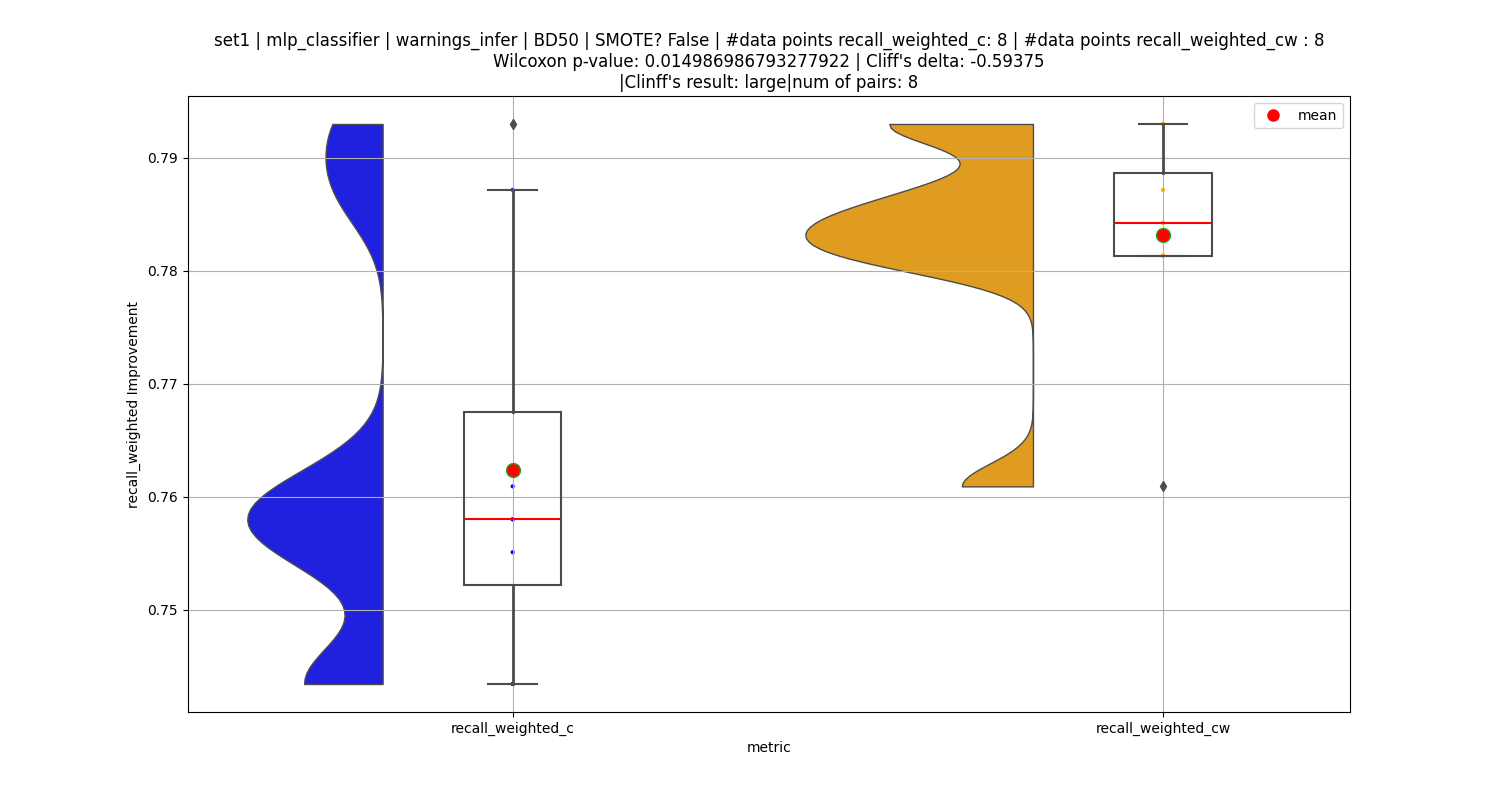 set1 | mlp_classifier | warnings_infer | BD50 | SMOTE? False | #data points recall_weighted_c: 8 | #data points recall_weighted_cw : 8
Wilcoxon p-value: 0.014986986793277922 | Cliff's delta: -0.59375
|Clinff's result: large|num of pairs: 8
mean
0.79
0.78
0.77
0.76
0.75
recall_weighted Improvement
recall_weighted_c
recall_weighted_cw
metric